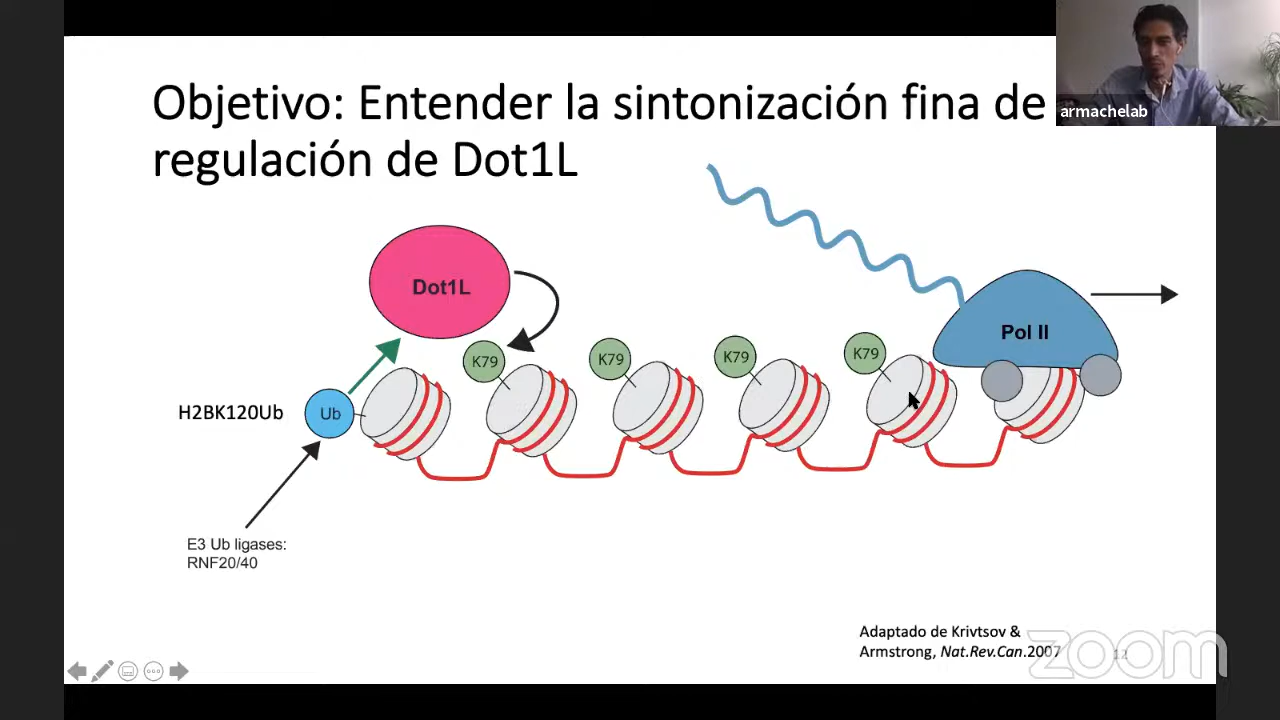 Objetivo: Entender la sintonización fina de
regulación de Dot1L
armachelab
Dot1L
Pol II
K79
K79
K79
K79
H2BK120Ub
Ub
E3 Ub ligases:
RNF20/40
Adaptado de Krivtsov &
Armstrong, Nat.Rev.Can.2007
12
zoom